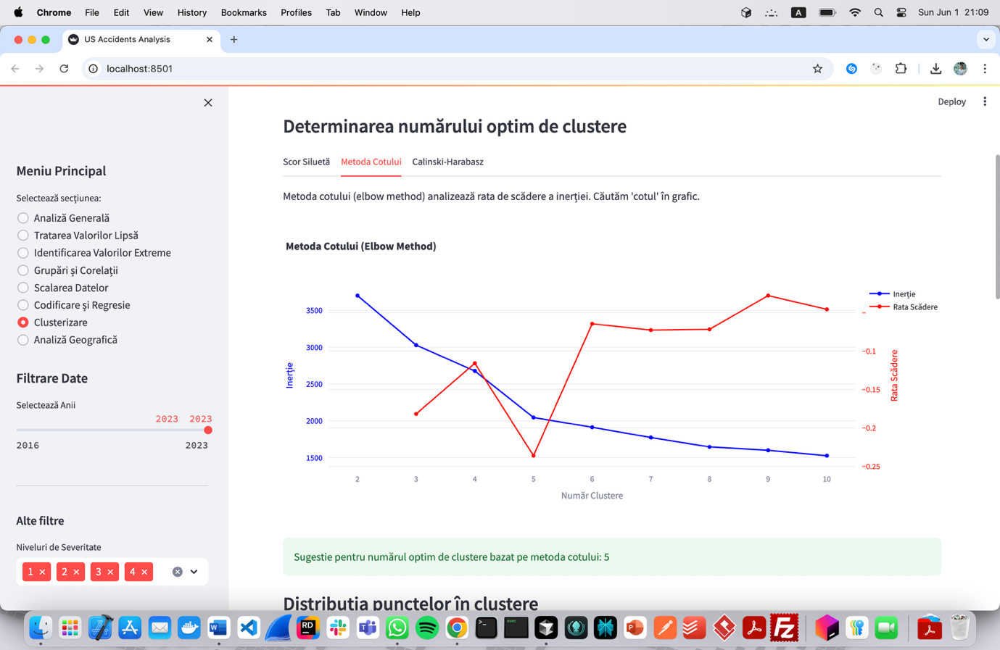 Chrome File Edit View History Bookmarks Profiles Tab Window Help A Sun Jun 1 21:09
US Accidents Analysis
localhost:8501
Deploy
Meniu Principal
Selectează secțiunea:
Analiză Generală
Tratarea Valorilor Lipsă
Identificarea Valorilor Extreme
Grupări și Corelații
Scalarea Datelor
Codificare și Regresie
Clusterizare
Analiză Geografică
Filtrare Date
Selectează Anii
2023 2023
2016 2023
Alte filtre
Niveluri de Severitate
1 × 2 × 3 × 4 ×
Determinarea numărului optim de clustere
Scor Siluetă Metoda Cotului Calinski-Harabasz
Metoda cotului (elbow method) analizează rata de scădere a inerției. Căutăm 'cotul' în grafic.
Metoda Cotului (Elbow Method)
Inerție
Rata Scădere
3500
3000
2500
2000
1500
Inerție
−0.1
−0.15
−0.2
−0.25
Rata Scădere
2 3 4 5 6 7 8 9 10
Număr Clustere
Sugestie pentru numărul optim de clustere bazat pe metoda cotului: 5
Distribuția punctelor în clustere
W RD P FZ